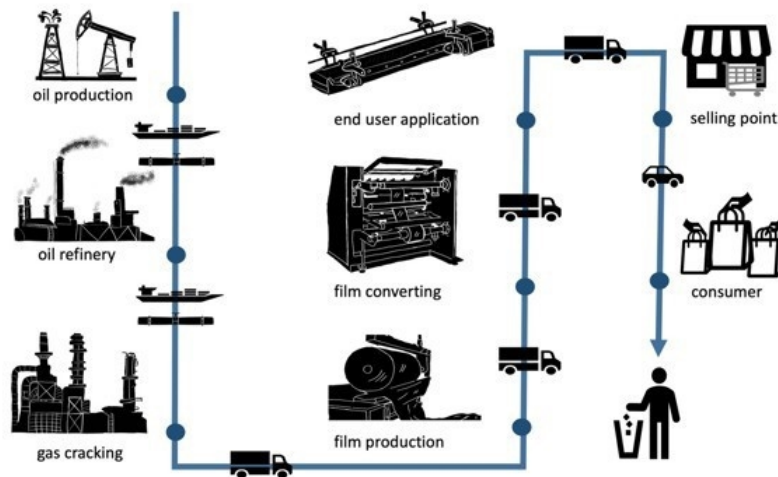 oil production
oil refinery
gas cracking
end user application
film converting
film production
selling point
consumer